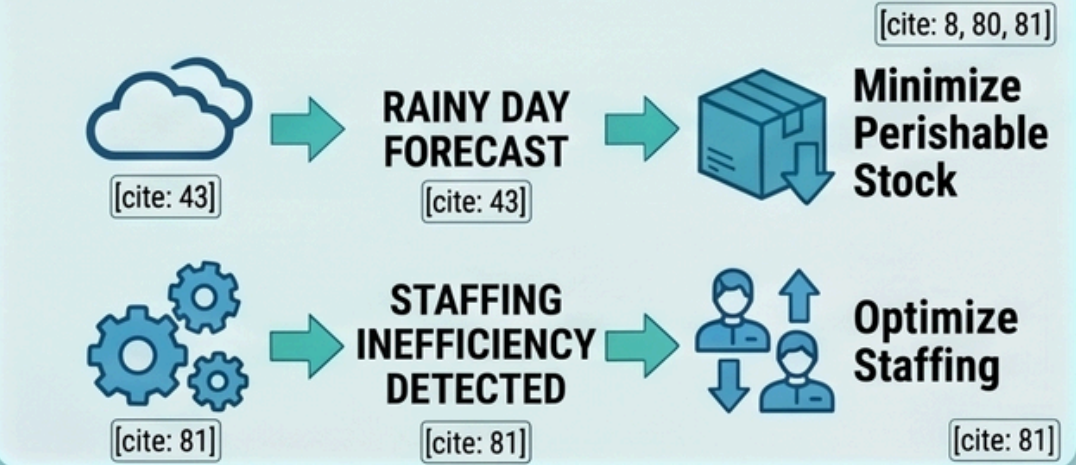 [cite: 8, 80, 81]
RAINY DAY
FORECAST
Minimize
Perishable
Stock
[cite: 43]
[cite: 43]
STAFFING
INEFFICIENCY
DETECTED
Optimize
Staffing
[cite: 81]
[cite: 81]
[cite: 81]